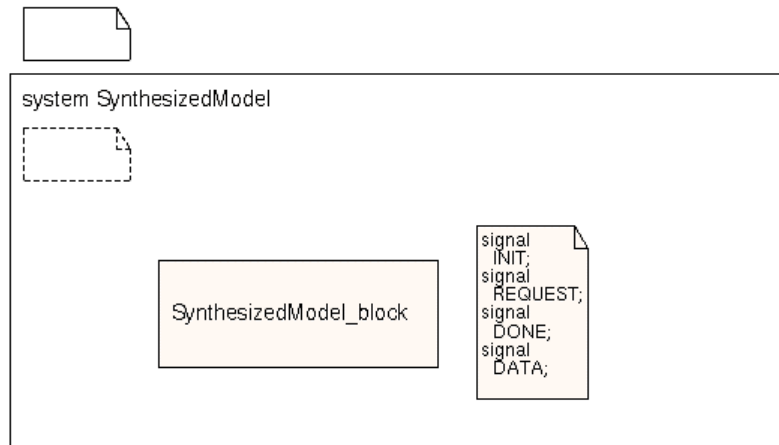 system SynthesizedModel
SynthesizedModel_block
signal
INIT;
signal
REQUEST;
signal
DONE;
signal
DATA;